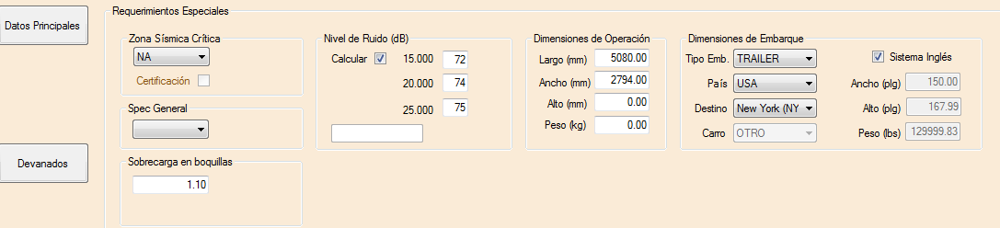 Datos Principales
Devanados
Requerimientos Especiales
Zona Sísmica Crítica
NA
Certificación
Spec General
Sobrecarga en boquillas
1.10
Nivel de Ruido (dB)
Calcular 15.000 72
20.000 74
25.000 75
Dimensiones de Operación
Largo (mm) 5080.00
Ancho (mm) 2794.00
Alto (mm) 0.00
Peso (kg) 0.00
Dimensiones de Embarque
Tipo Emb. TRAILER Sistema Inglés
País USA Ancho (plg) 150.00
Destino New York (NY Alto (plg) 167.99
Carro OTRO Peso (lbs) 129999.83